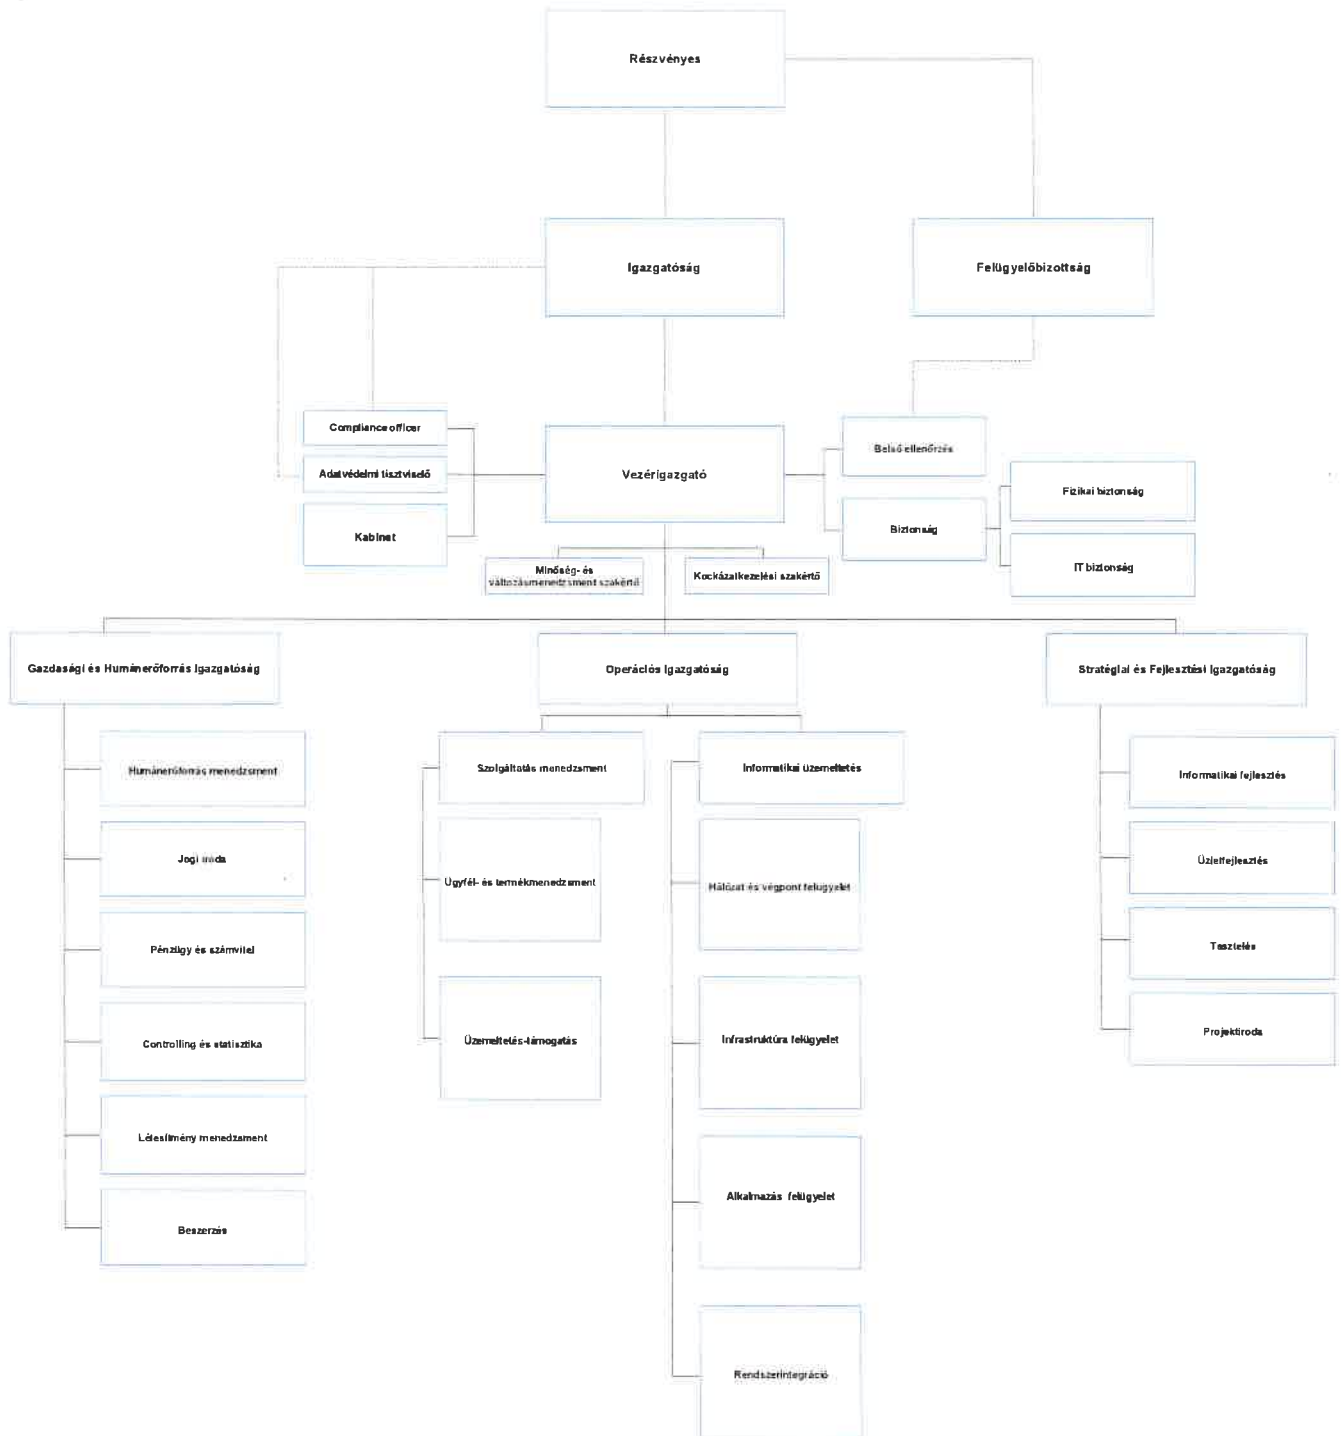 Részvényes
Igazgatóság
Felügyelőbizottság
Compliance officer
Adatvédelmi tisztviselő
Kabinet
Vezérigazgató
Belső ellenőrzés
Biztonság
Fizikai biztonság
IT biztonság
Minőség- és
változásmenedzsment szakértő
Kockázatkezelési szakértő
Gazdasági és Humánerőforrás Igazgatóság
Operációs Igazgatóság
Stratégiai és Fejlesztési Igazgatóság
Humánerőforrás menedzsment
Jogi iroda
Pénzügy és számvitel
Controlling és statisztika
Létesítmény menedzsment
Beszerzés
Szolgáltatás menedzsment
Ügyfél- és termékmenedzsment
Üzemeltetés-támogatás
Informatikai üzemeltetés
Hálózat és végpont felügyelet
Infrastruktúra felügyelet
Alkalmazás felügyelet
Rendszerintegráció
Informatikai fejlesztés
Üzletfejlesztés
Tesztelés
Projektiroda